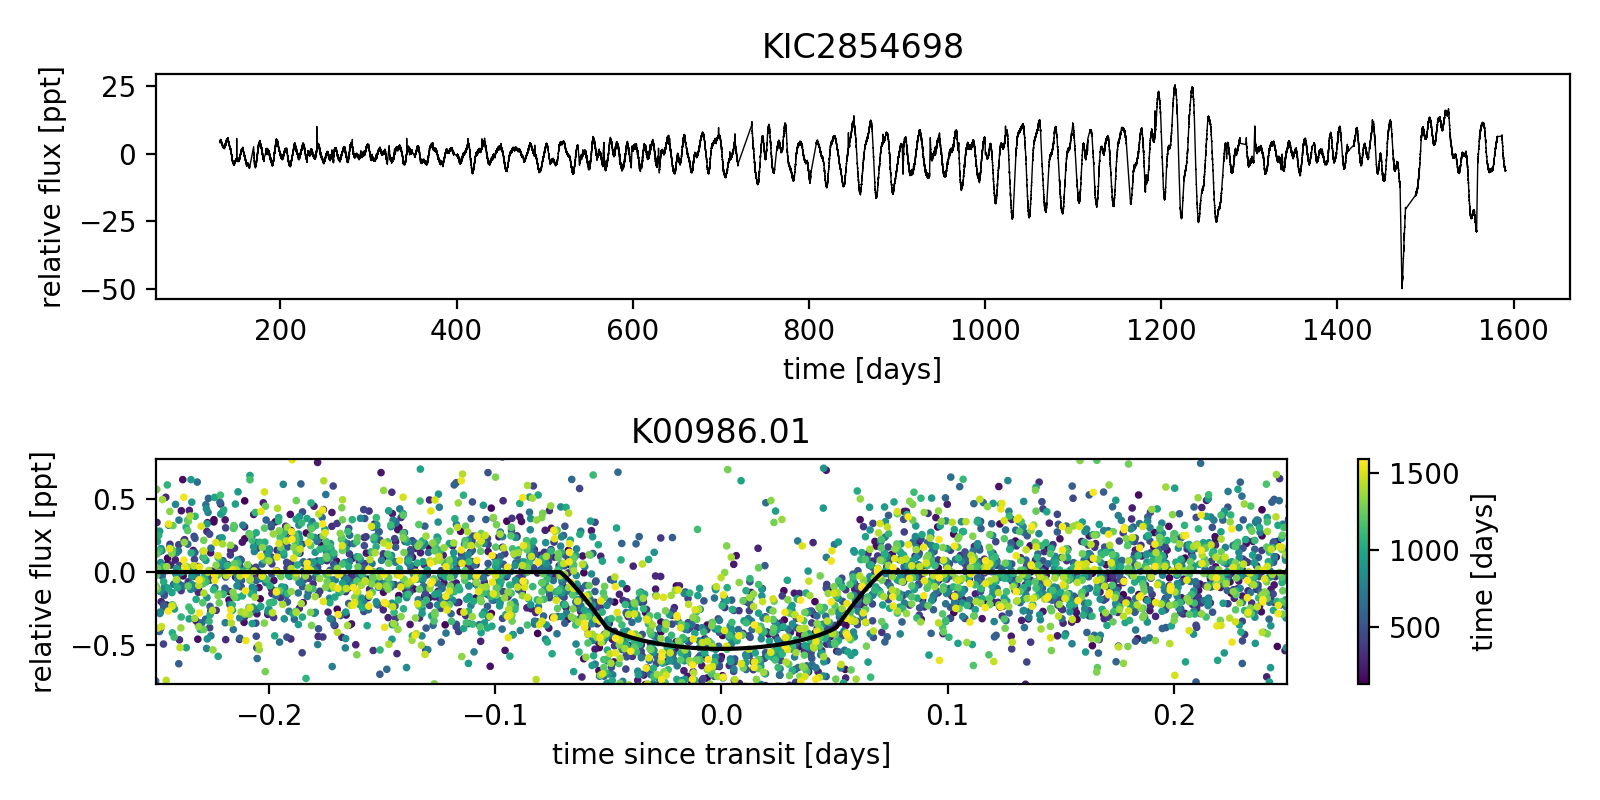 KIC2854698
relative flux [ppt]
25
0
−25
−50
200 400 600 800 1000 1200 1400 1600
time [days]
K00986.01
relative flux [ppt]
0.5
0.0
−0.5
−0.2 −0.1 0.0 0.1 0.2
time since transit [days]
1500
1000
500
time [days]